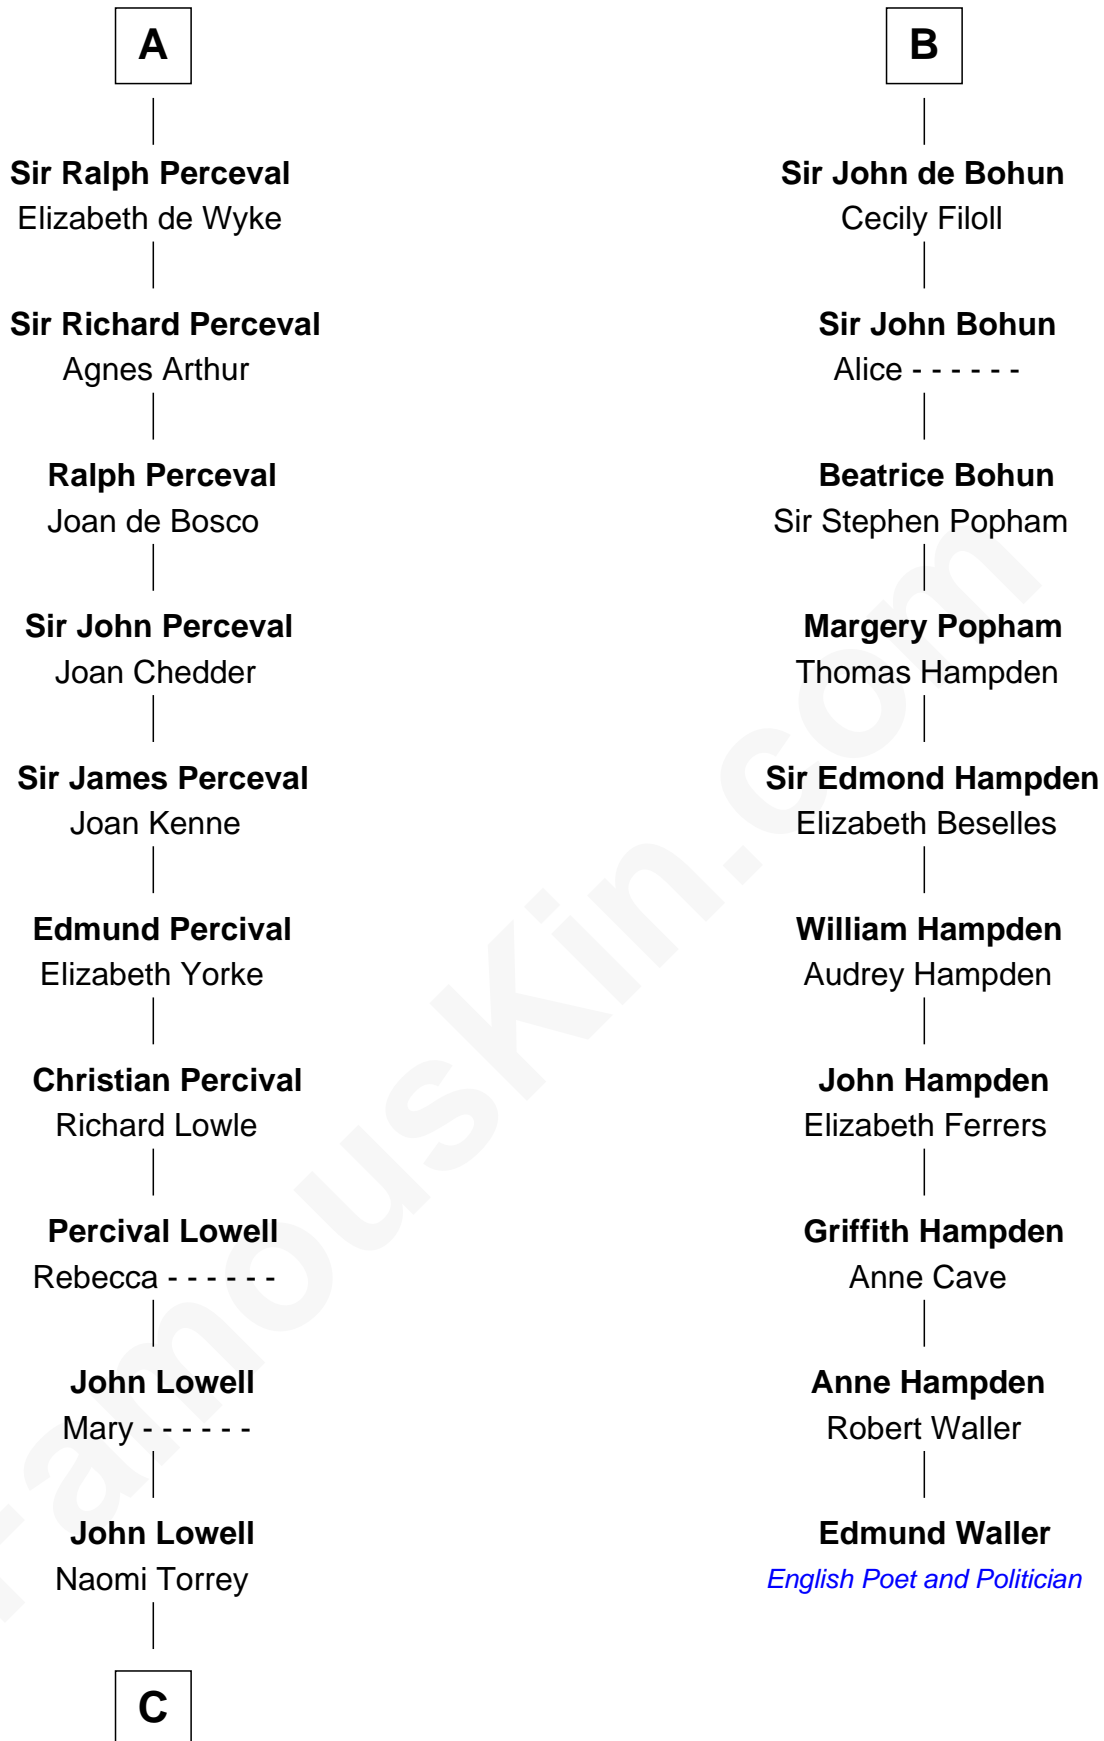 A
Sir Ralph Perceval
Elizabeth de Wyke
Sir Richard Perceval
Agnes Arthur
Ralph Perceval
Joan de Bosco
Sir John Perceval
Joan Chedder
Sir James Perceval
Joan Kenne
Edmund Percival
Elizabeth Yorke
Christian Percival
Richard Lowle
Percival Lowell
Rebecca - - - - - -
John Lowell
Mary - - - - - -
John Lowell
Naomi Torrey
C
B
Sir John de Bohun
Cecily Filoll
Sir John Bohun
Alice - - - - - -
Beatrice Bohun
Sir Stephen Popham
Margery Popham
Thomas Hampden
Sir Edmond Hampden
Elizabeth Beselles
William Hampden
Audrey Hampden
John Hampden
Elizabeth Ferrers
Griffith Hampden
Anne Cave
Anne Hampden
Robert Waller
Edmund Waller
English Poet and Politician
FamousKin.com